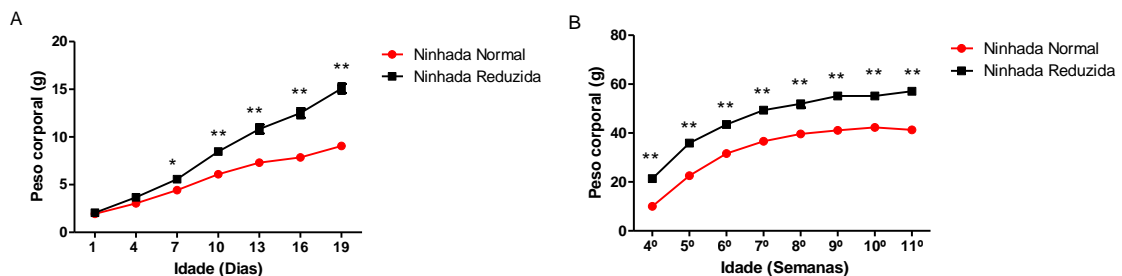 A
Peso corporal (g)
20
15
10
5
0
*
**
**
**
**
1 4 7 10 13 16 19
Idade (Dias)
Ninhada Normal
Ninhada Reduzida
B
Peso corporal (g)
80
60
40
20
0
**
**
**
**
**
**
**
**
4º 5º 6º 7º 8º 9º 10º 11º
Idade (Semanas)
Ninhada Normal
Ninhada Reduzida